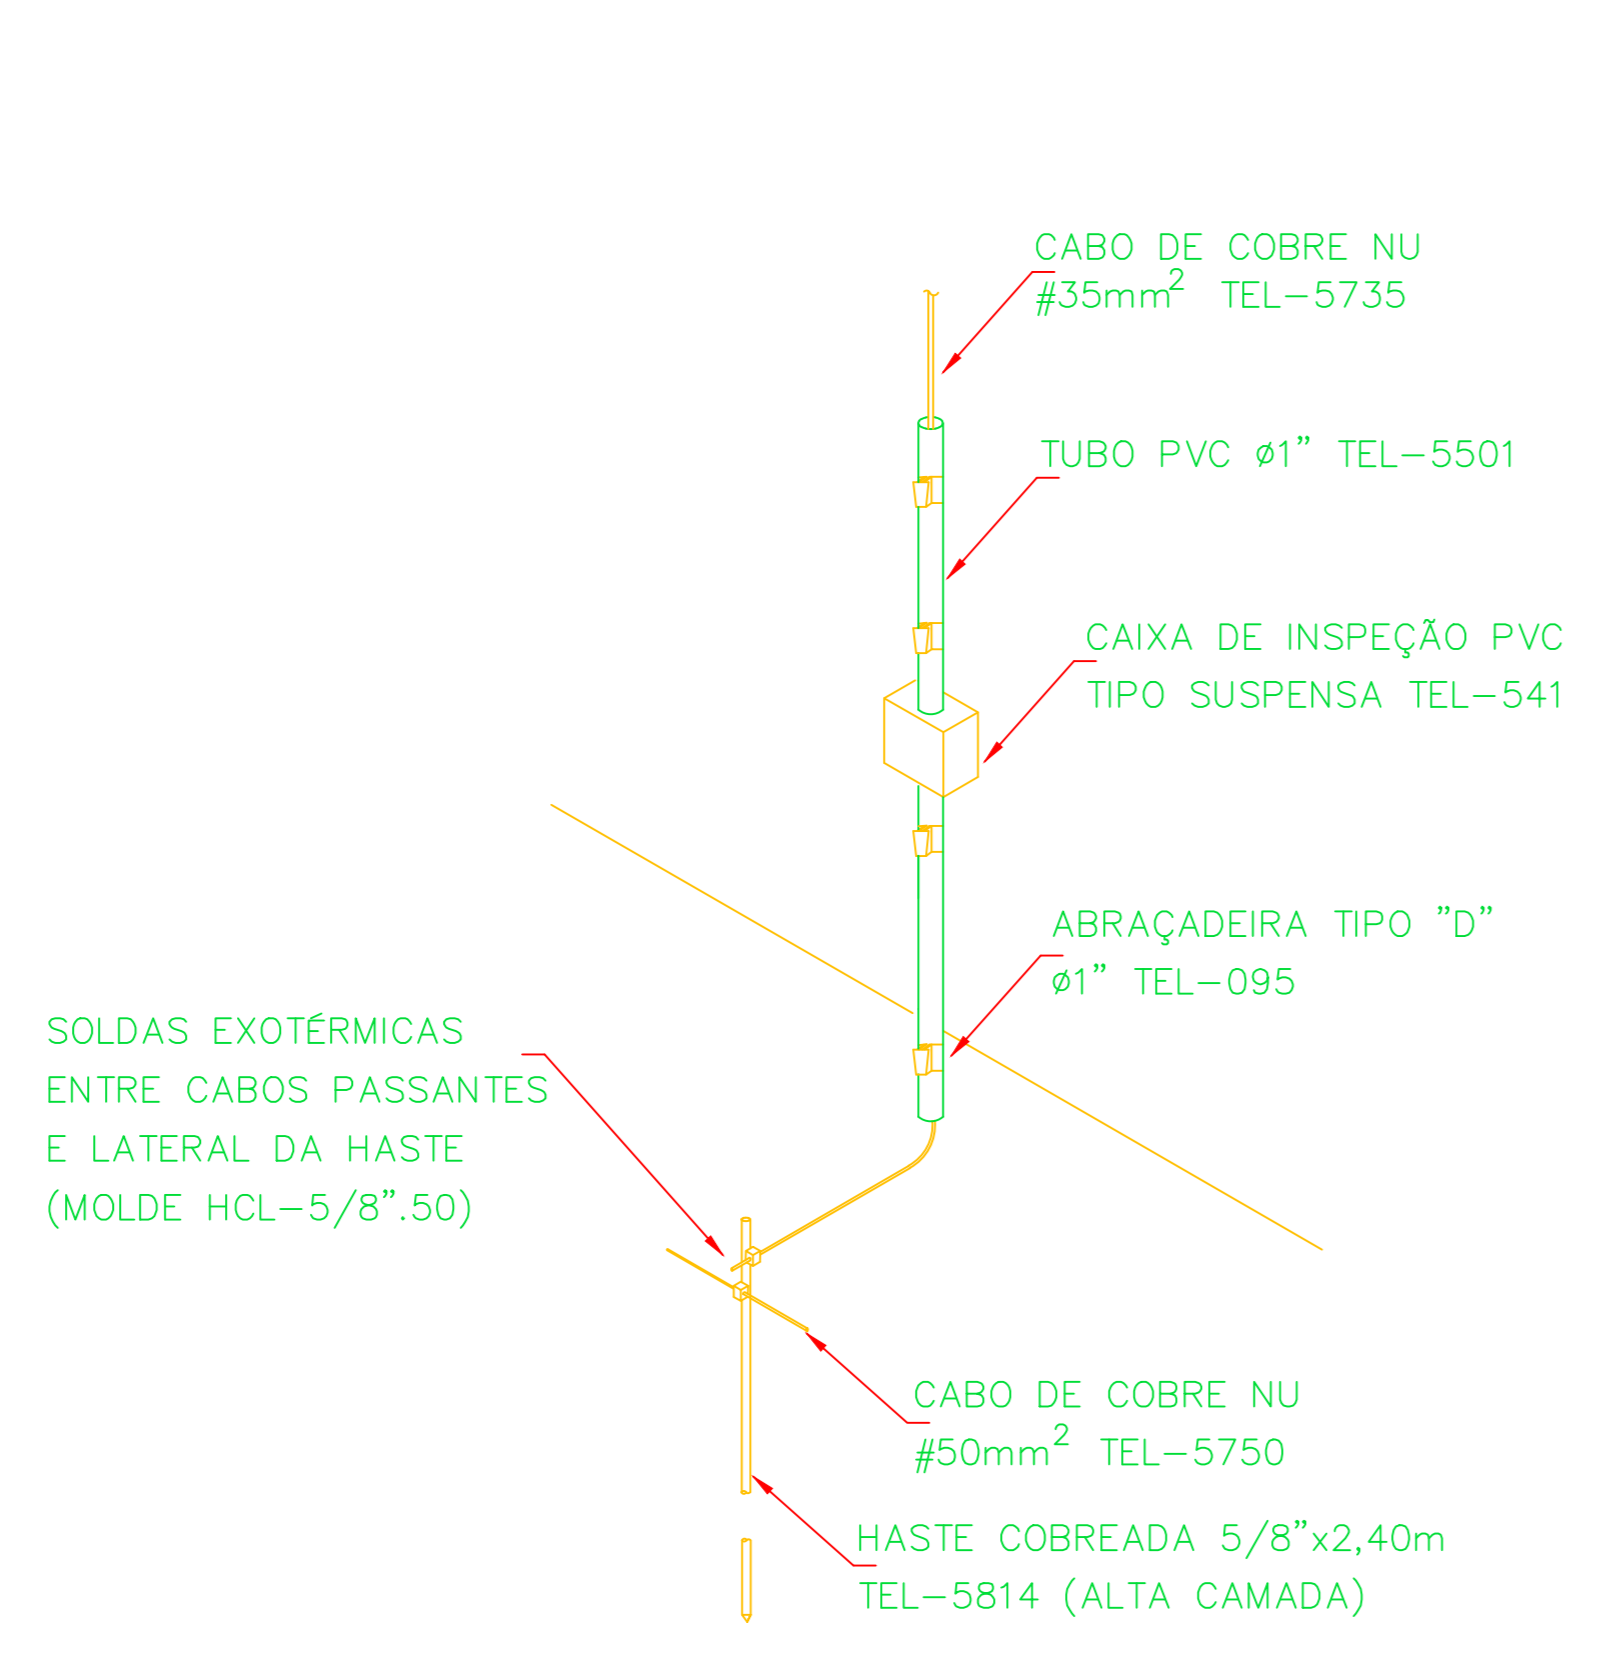 CABO DE COBRE NU
#35mm² TEL-5735
TUBO PVC ø1” TEL-5501
CAIXA DE INSPEÇÃO PVC
TIPO SUSPENSA TEL-541
ABRAÇADEIRA TIPO ”D”
ø1” TEL-095
SOLDAS EXOTÉRMICAS
ENTRE CABOS PASSANTES
E LATERAL DA HASTE
(MOLDE HCL-5/8”.50)
CABO DE COBRE NU
#50mm² TEL-5750
HASTE COBREADA 5/8”x2,40m
TEL-5814 (ALTA CAMADA)